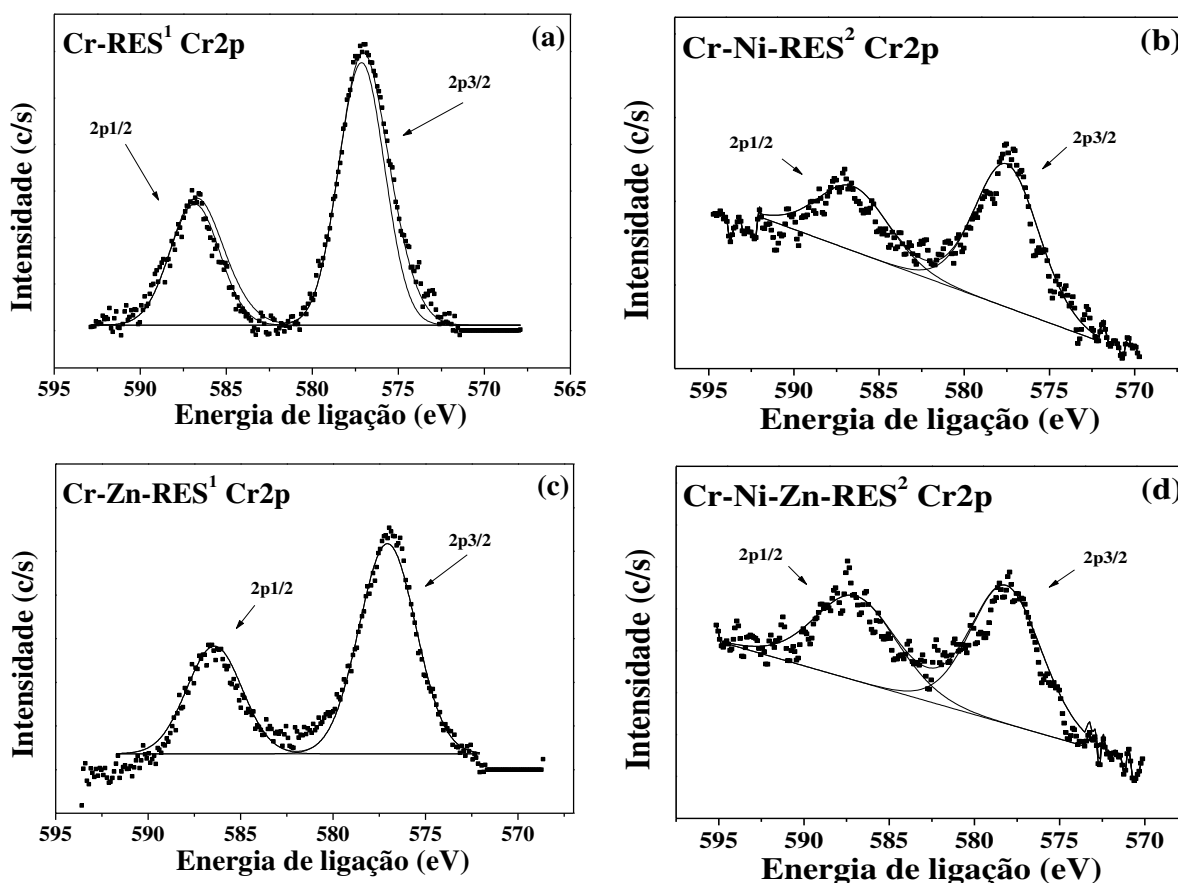 Cr-RES¹ Cr2p
(a)
2p1/2
2p3/2
Intensidade (c/s)
595 590 585 580 575 570 565
Energia de ligação (eV)
Cr-Ni-RES² Cr2p
(b)
2p1/2
2p3/2
Intensidade (c/s)
595 590 585 580 575 570
Energia de ligação (eV)
Cr-Zn-RES¹ Cr2p
(c)
2p1/2
2p3/2
Intensidade (c/s)
595 590 585 580 575 570
Energia de ligação (eV)
Cr-Ni-Zn-RES² Cr2p
(d)
2p1/2
2p3/2
Intensidade (c/s)
595 590 585 580 575 570
Energia de ligação (eV)